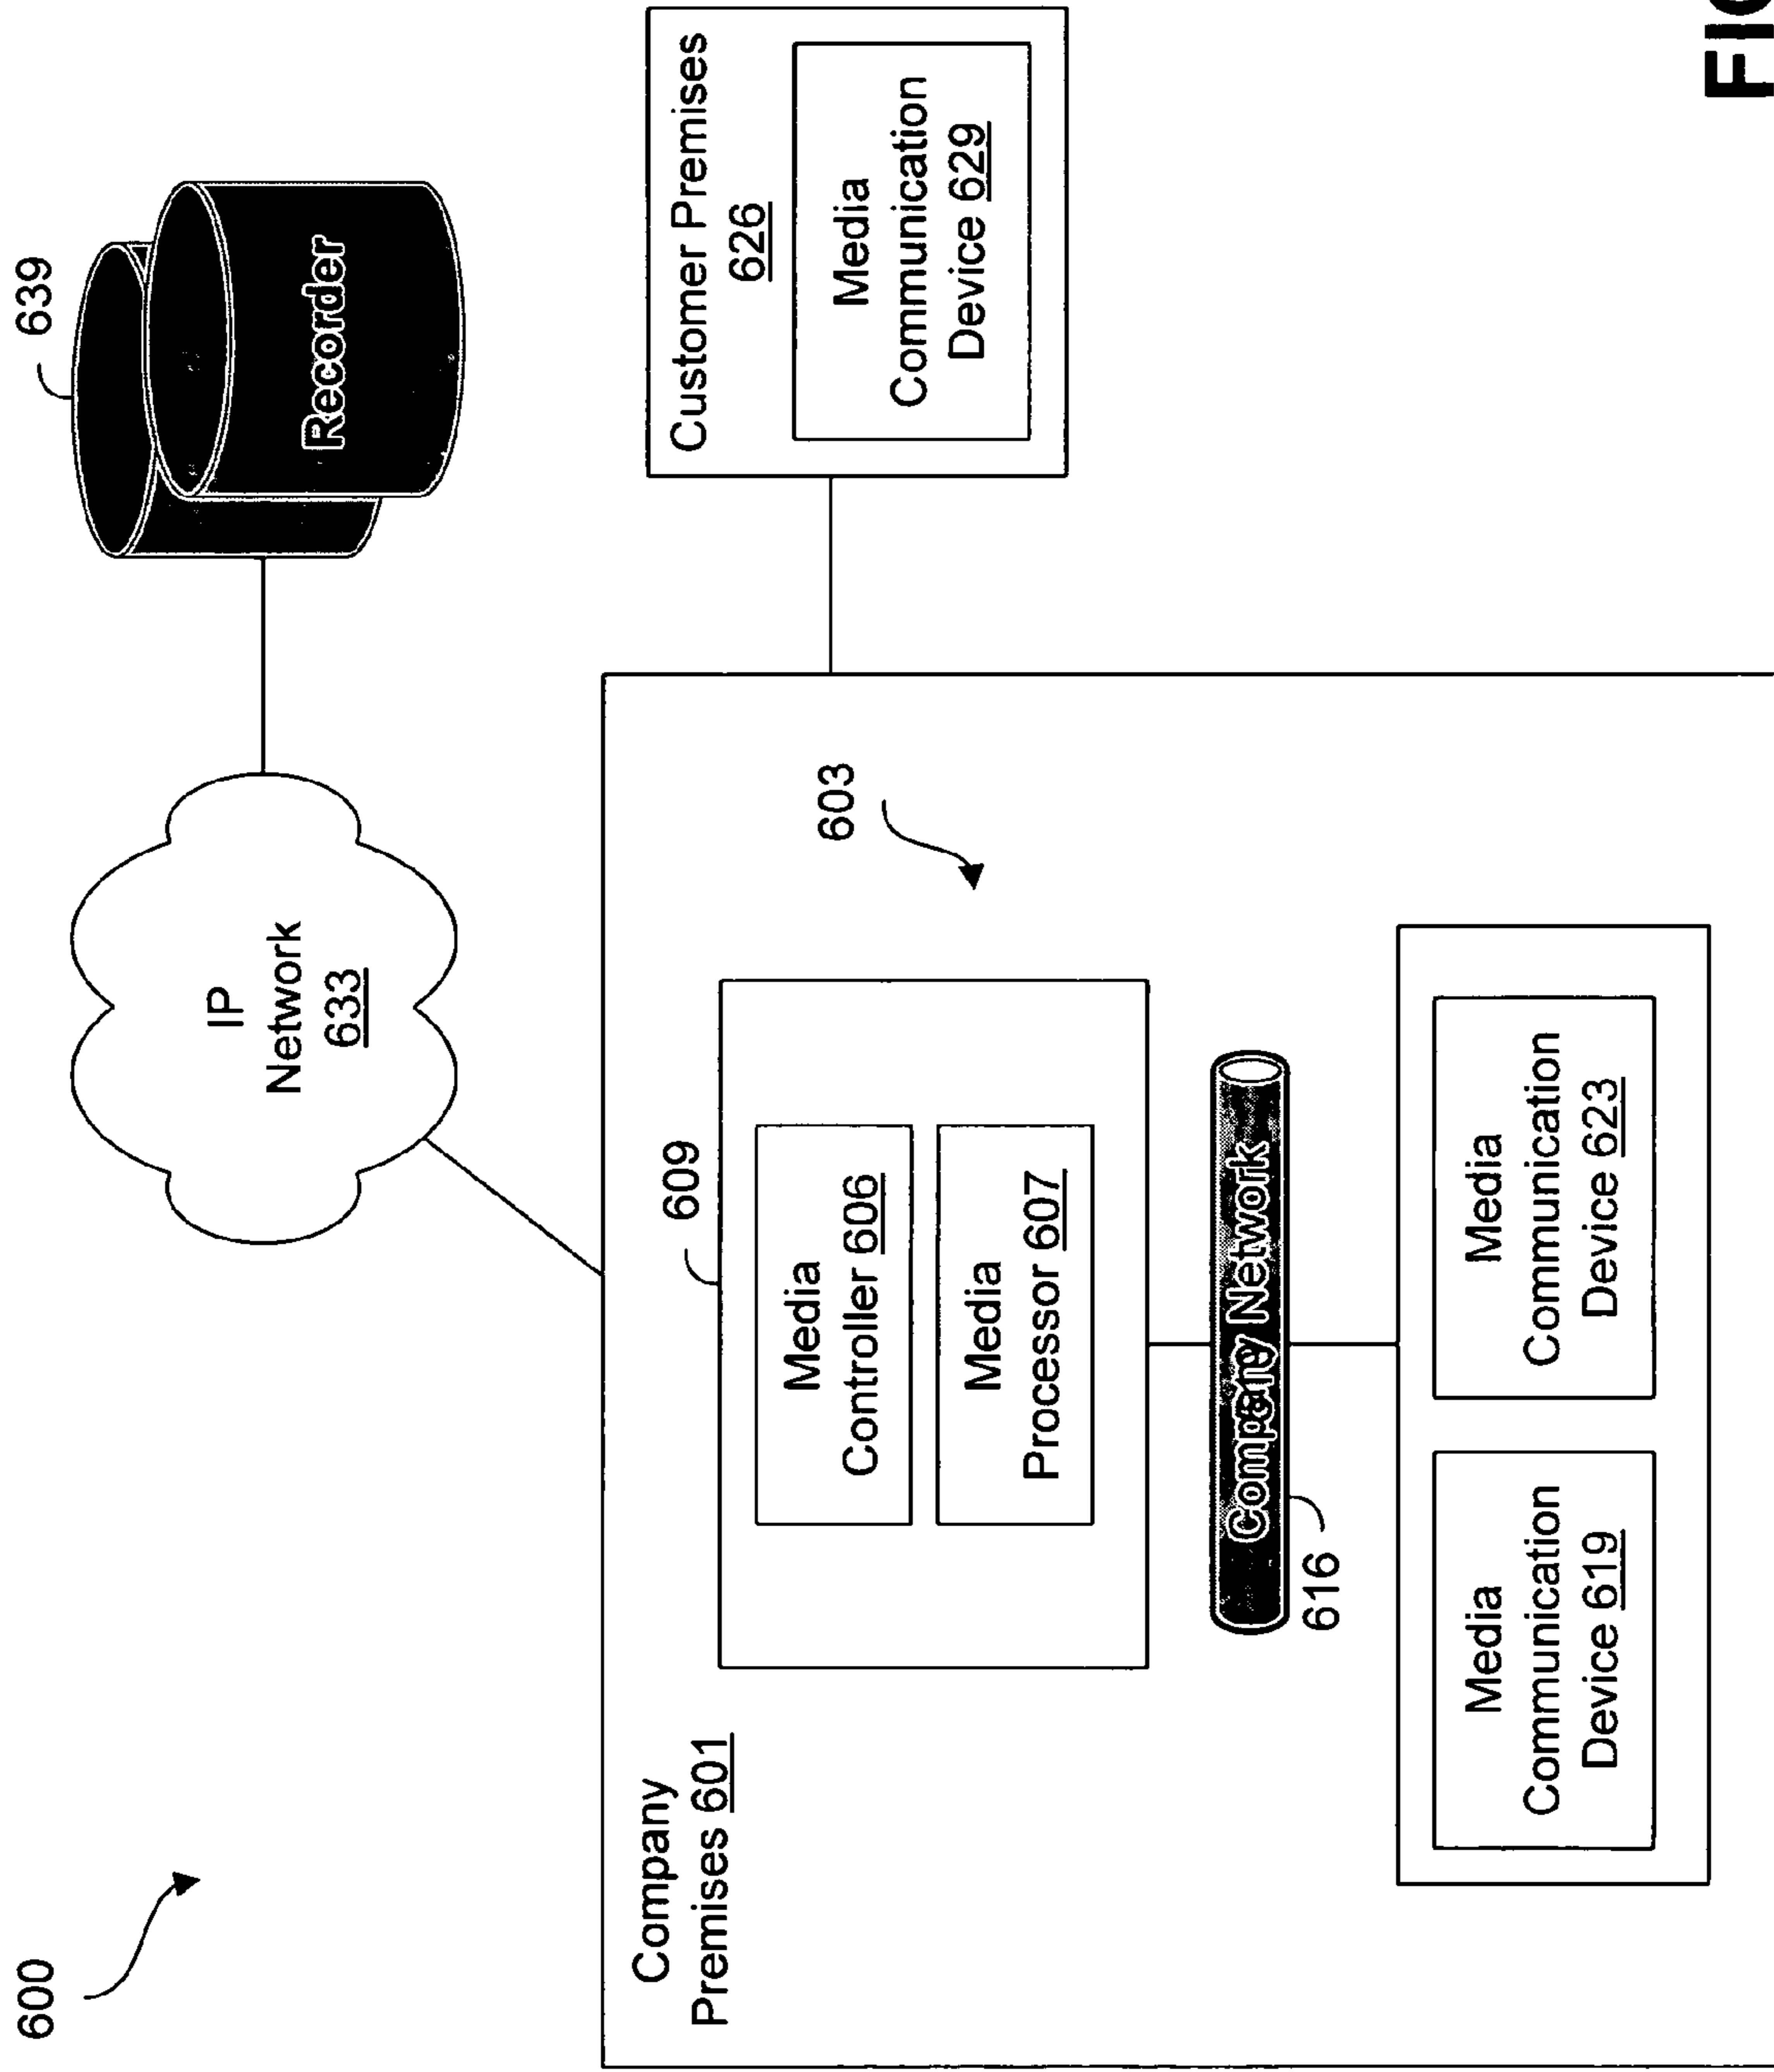 600
639
Recorder
IP
Network
633
Customer Premises
626
Media
Communication
Device 629
Company
Premises 601
609
603
Media
Controller 606
Media
Processor 607
Company Network
616
Media
Communication
Device 619
Media
Communication
Device 623